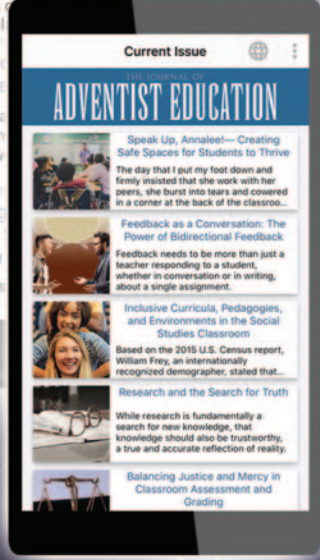 Current Issue
THE JOURNAL OF
ADVENTIST EDUCATION
Speak Up, Annalee!— Creating
Safe Spaces for Students to Thrive
The day that I put my foot down and
firmly insisted that she work with her
peers, she burst into tears and cowered
in a corner at the back of the classroo...
Feedback as a Conversation: The
Power of Bidirectional Feedback
Feedback needs to be more than just a
teacher responding to a student,
whether in conversation or in writing,
about a single assignment.
Inclusive Curricula, Pedagogies,
and Environments in the Social
Studies Classroom
Based on the 2015 U.S. Census report,
William Frey, an internationally
recognized demographer, stated that...
Research and the Search for Truth
While research is fundamentally a
search for new knowledge, that
knowledge should also be trustworthy,
a true and accurate reflection of reality.
Balancing Justice and Mercy in
Classroom Assessment and
Grading